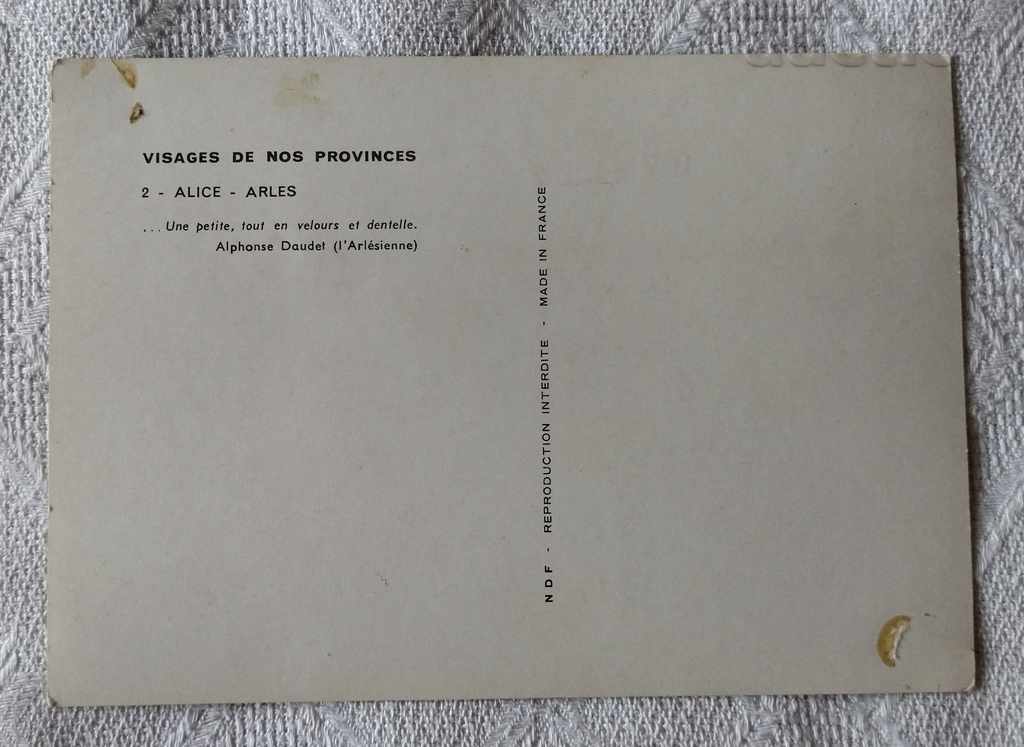 VISAGES DE NOS PROVINCES
2 - ALICE - ARLES
... Une petite, tout en velours et dentelle.
Alphonse Daudet (l'Arlésienne)
NDF - REPRODUCTION INTERDITE - MADE IN FRANCE